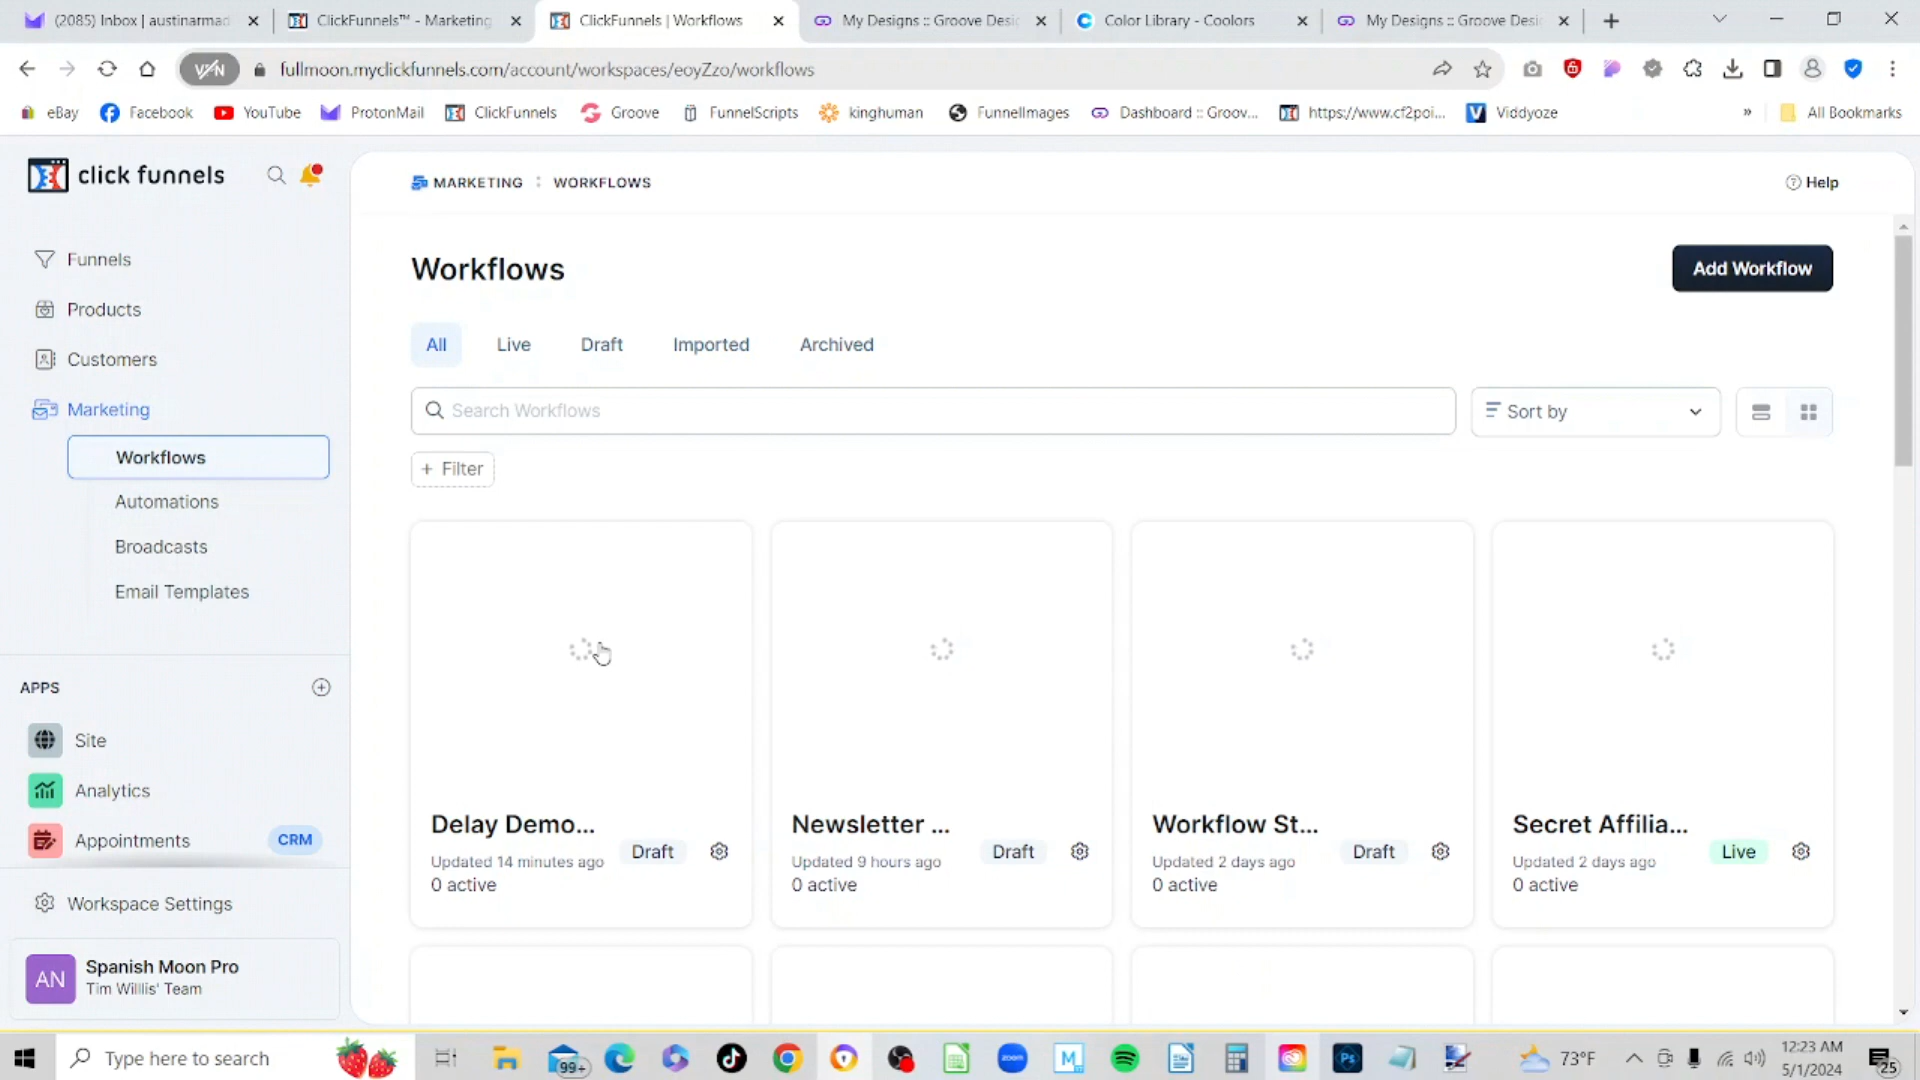 (2085) Inbox | austinarmad
ClickFunnels™ - Marketing
ClickFunnels | Workflows
My Designs :: Groove Desi
Color Library - Coolors
My Designs :: Groove Desi
fullmoon.myclickfunnels.com/account/workspaces/eoyZzo/workflows
eBay
Facebook
YouTube
ProtonMail
ClickFunnels
Groove
FunnelScripts
kinghuman
FunnelImages
Dashboard :: Groov...
https://www.cf2poi...
Viddyoze
»
All Bookmarks
click funnels
MARKETING : WORKFLOWS
Help
Funnels
Products
Customers
Marketing
Workflows
Automations
Broadcasts
Email Templates
APPS
Site
Analytics
Appointments
CRM
Workspace Settings
AN
Spanish Moon Pro
Tim Willis' Team
Workflows
Add Workflow
All
Live
Draft
Imported
Archived
Search Workflows
Sort by
+ Filter
Delay Demo...
Updated 14 minutes ago
0 active
Draft
Newsletter ...
Updated 9 hours ago
0 active
Draft
Workflow St...
Updated 2 days ago
0 active
Draft
Secret Affilia...
Updated 2 days ago
0 active
Live
Type here to search
99+
zoom
M
Ps
73°F
12:23 AM
5/1/2024
25